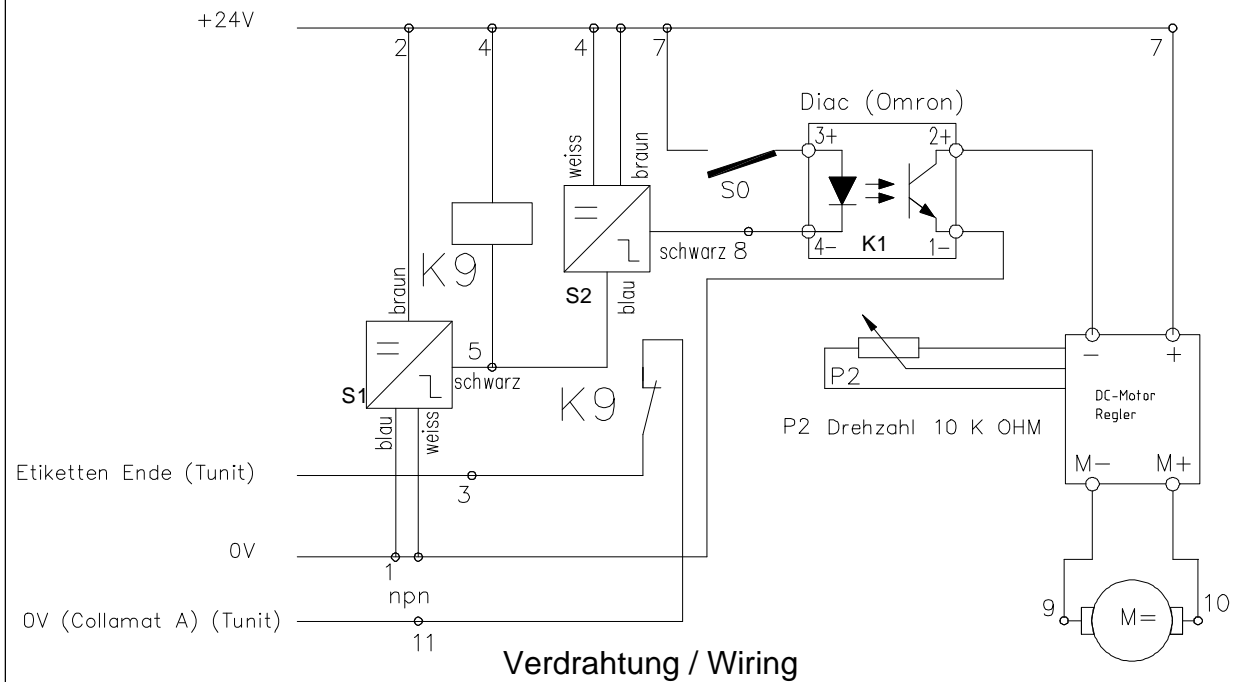 +24V
2
4
4
7
7
Diac (Omron)
3+
2+
weiss
braun
S0
K9
schwarz 8
4-
K1
1-
S2
blau
braun
5
schwarz
S1
K9
P2
-
+
DC-Motor
Regler
P2 Drehzahl 10 K OHM
blau
weiss
M-
M+
Etiketten Ende (Tunit)
3
0V
1
npn
0V (Collamat A) (Tunit)
11
9
M=
10
Verdrahtung / Wiring